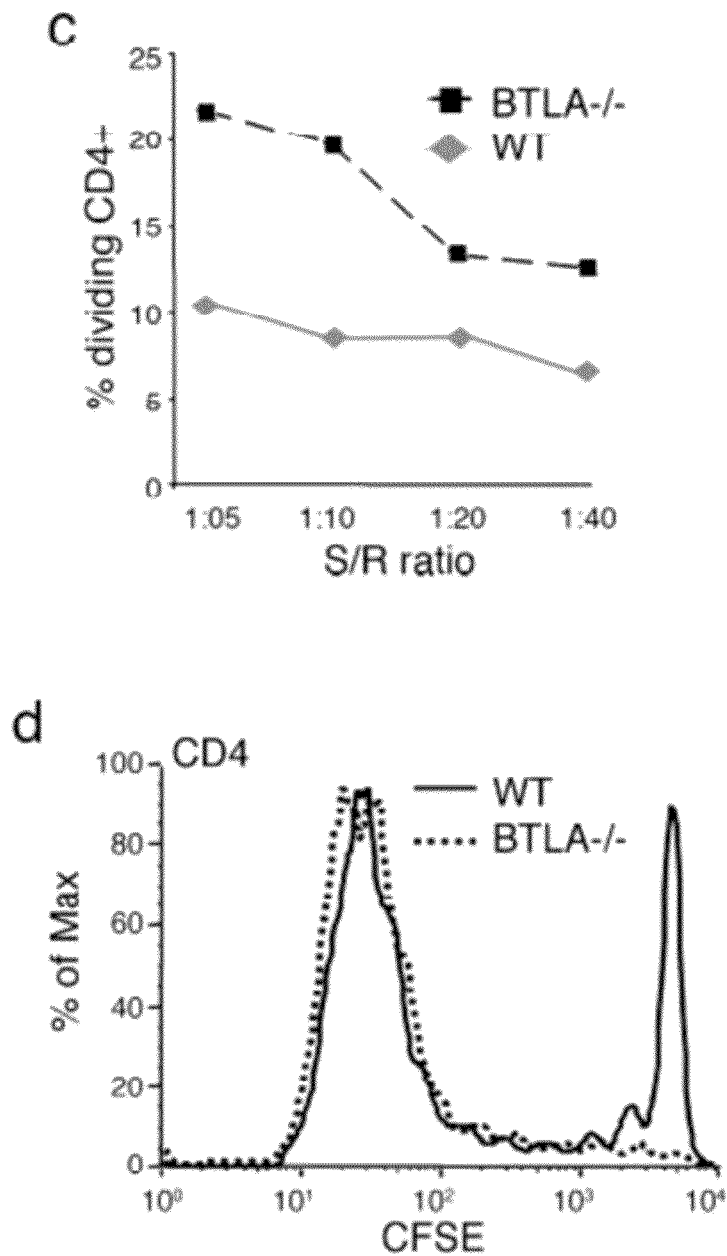 c
25
20
15
10
5
0
% dividing CD4+
BTLA-/-
WT
1:05 1:10 1:20 1:40
S/R ratio
d
CD4
100
80
60
40
20
0
% of Max
WT
BTLA-/-
10⁰ 10¹ 10² 10³ 10⁴
CFSE